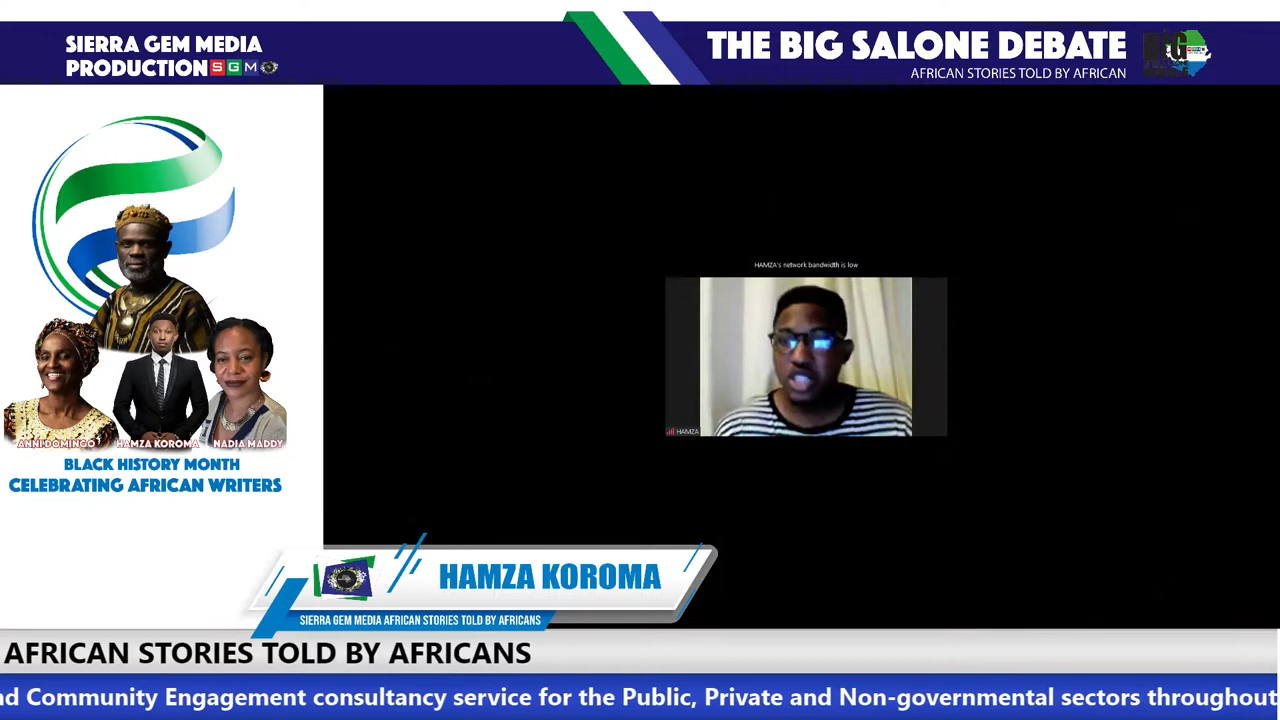 SIERRA GEM MEDIA
PRODUCTION SGM
THE BIG SALONE DEBATE
AFRICAN STORIES TOLD BY AFRICAN
BIG
HAMZA's network bandwidth is low
HAMZA
ANNI DOMINGO
HAMZA KOROMA
NADIA MADDY
BLACK HISTORY MONTH
CELEBRATING AFRICAN WRITERS
HAMZA KOROMA
SIERRA GEM MEDIA AFRICAN STORIES TOLD BY AFRICANS
AFRICAN STORIES TOLD BY AFRICANS
Community Engagement consultancy service for the Public, Private and Non-governmental sectors throughout